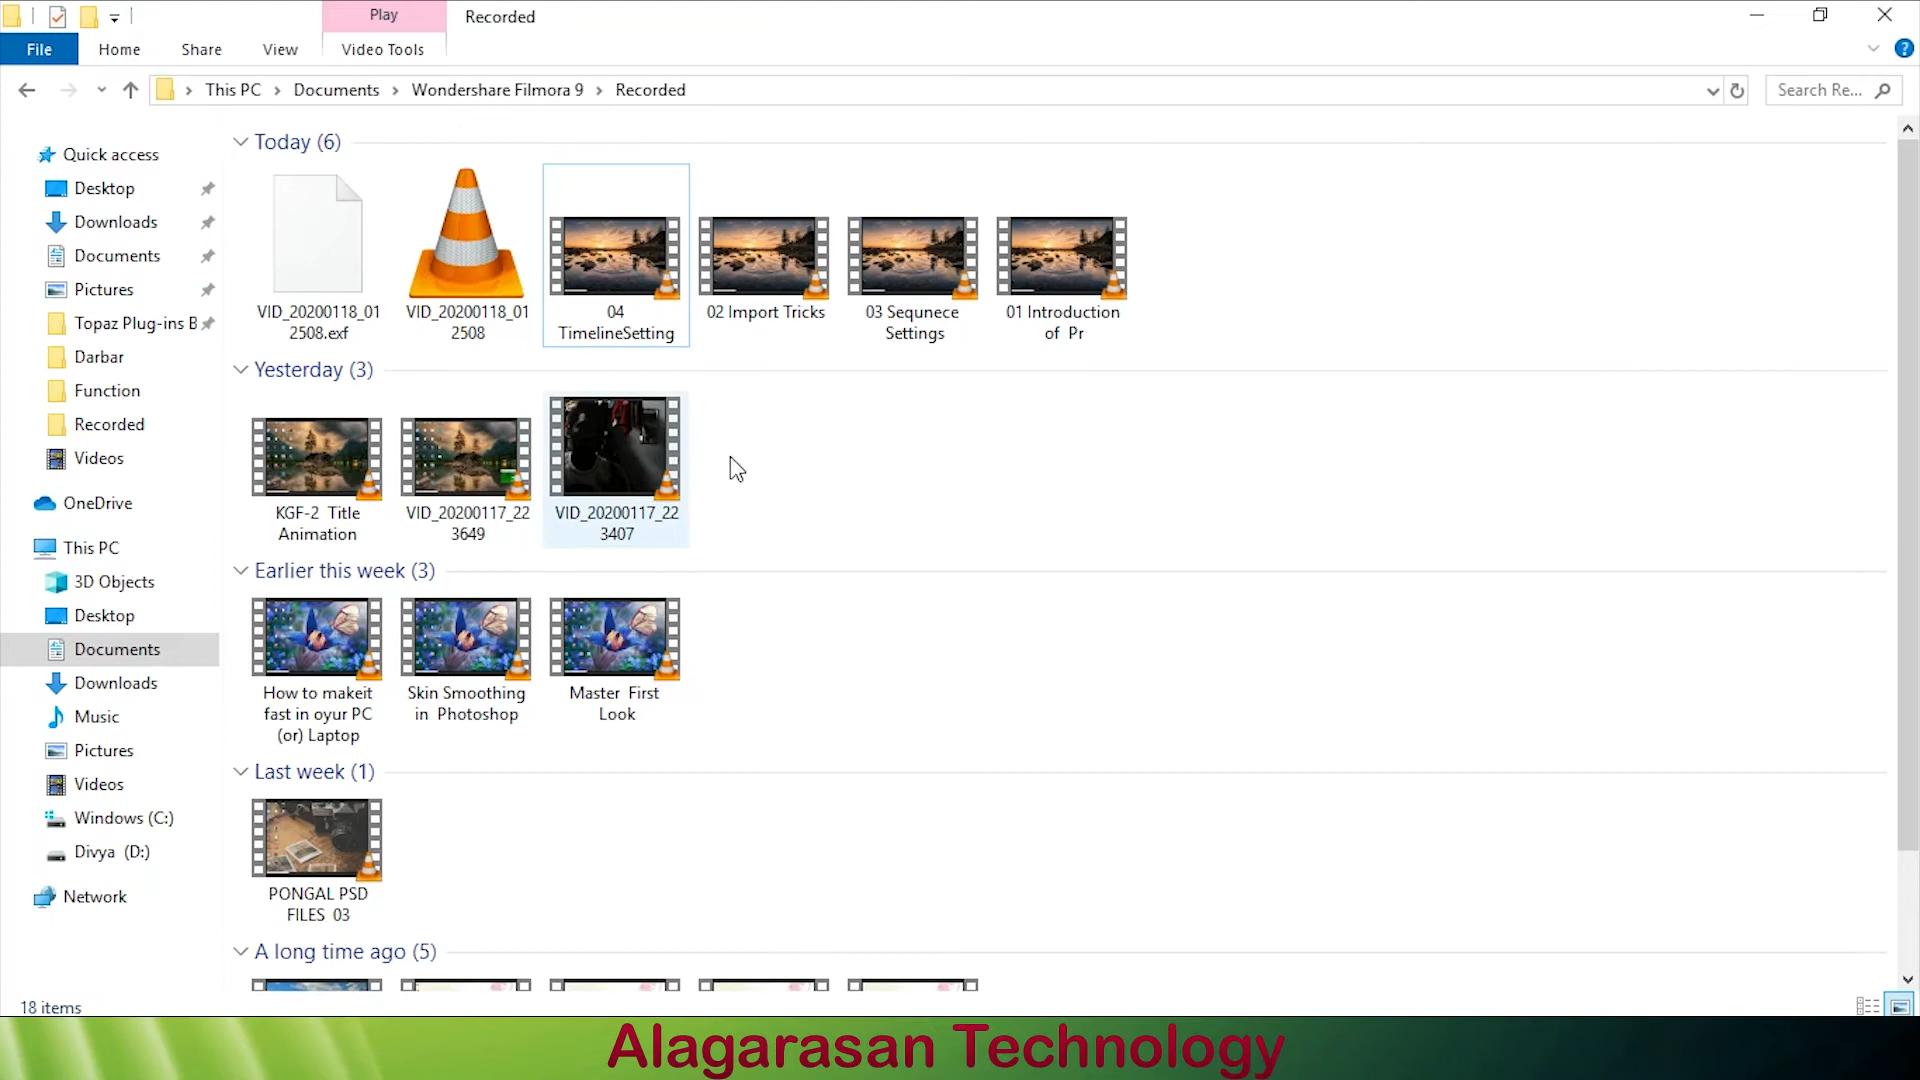 Play
Recorded
File
Home
Share
View
Video Tools
This PC
Documents
Wondershare Filmora 9
Recorded
Search Re...
Quick access
Desktop
Downloads
Documents
Pictures
Topaz Plug-ins B
Darbar
Function
Recorded
Videos
OneDrive
This PC
3D Objects
Desktop
Documents
Downloads
Music
Pictures
Videos
Windows (C:)
Divya (D:)
Network
Today (6)
VID_20200118_01
2508.exf
VID_20200118_01
2508
04
TimelineSetting
02 Import Tricks
03 Sequnece
Settings
01 Introduction
of Pr
Yesterday (3)
KGF-2 Title
Animation
VID_20200117_22
3649
VID_20200117_22
3407
Earlier this week (3)
How to makeit
fast in oyur PC
(or) Laptop
Skin Smoothing
in Photoshop
Master First
Look
Last week (1)
PONGAL PSD
FILES 03
A long time ago (5)
18 items
Alagarasan Technology